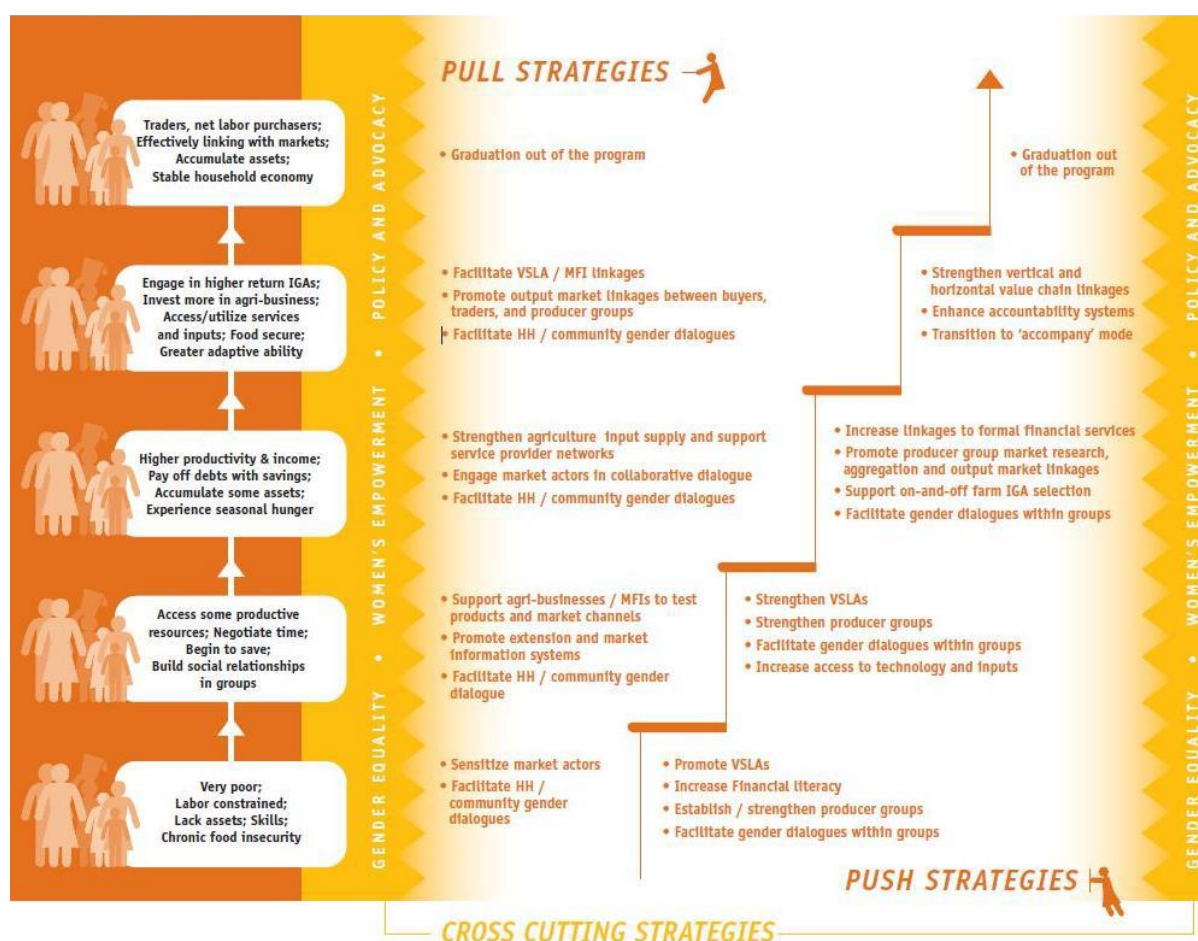 PULL STRATEGIES
Traders, net labor purchasers;
Effectively linking with markets;
Accumulate assets;
Stable household economy
• Graduation out of the program
• Graduation out
of the program
Engage in higher return IGAs;
Invest more in agri-business;
Access/utilize services
and inputs; Food secure;
Greater adaptive ability
• Facilitate VSLA / MFI linkages
• Promote output market linkages between buyers,
traders, and producer groups
• Facilitate HH / community gender dialogues
• Strengthen vertical and
horizontal value chain linkages
• Enhance accountability systems
• Transition to ‘accompany’ mode
Higher productivity & income;
Pay off debts with savings;
Accumulate some assets;
Experience seasonal hunger
• Strengthen agriculture input supply and support
service provider networks
• Engage market actors in collaborative dialogue
• Facilitate HH / community gender dialogues
• Increase linkages to formal financial services
• Promote producer group market research,
aggregation and output market linkages
• Support on-and-off farm IGA selection
• Facilitate gender dialogues within groups
Access some productive
resources; Negotiate time;
Begin to save;
Build social relationships
in groups
• Support agri-businesses / MFIs to test
products and market channels
• Promote extension and market
information systems
• Facilitate HH / community gender
dialogue
• Strengthen VSLAs
• Strengthen producer groups
• Facilitate gender dialogues within groups
• Increase access to technology and inputs
Very poor;
Labor constrained;
Lack assets; Skills;
Chronic food insecurity
• Sensitize market actors
• Facilitate HH /
community gender
dialogues
• Promote VSLAs
• Increase Financial literacy
• Establish / strengthen producer groups
• Facilitate gender dialogues within groups
PUSH STRATEGIES
GENDER EQUALITY • WOMEN'S EMPOWERMENT • POLICY AND ADVOCACY
GENDER EQUALITY • WOMEN'S EMPOWERMENT • POLICY AND ADVOCACY
CROSS CUTTING STRATEGIES